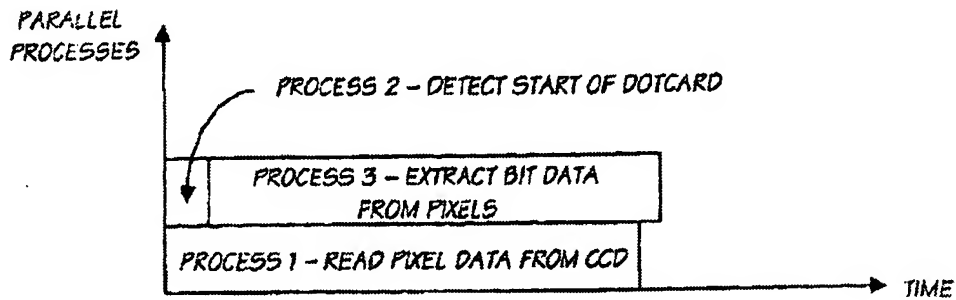 PARALLEL
PROCESSES
PROCESS 2 – DETECT START OF DOTCARD
PROCESS 3 – EXTRACT BIT DATA
FROM PIXELS
PROCESS 1 – READ PIXEL DATA FROM CCD
TIME